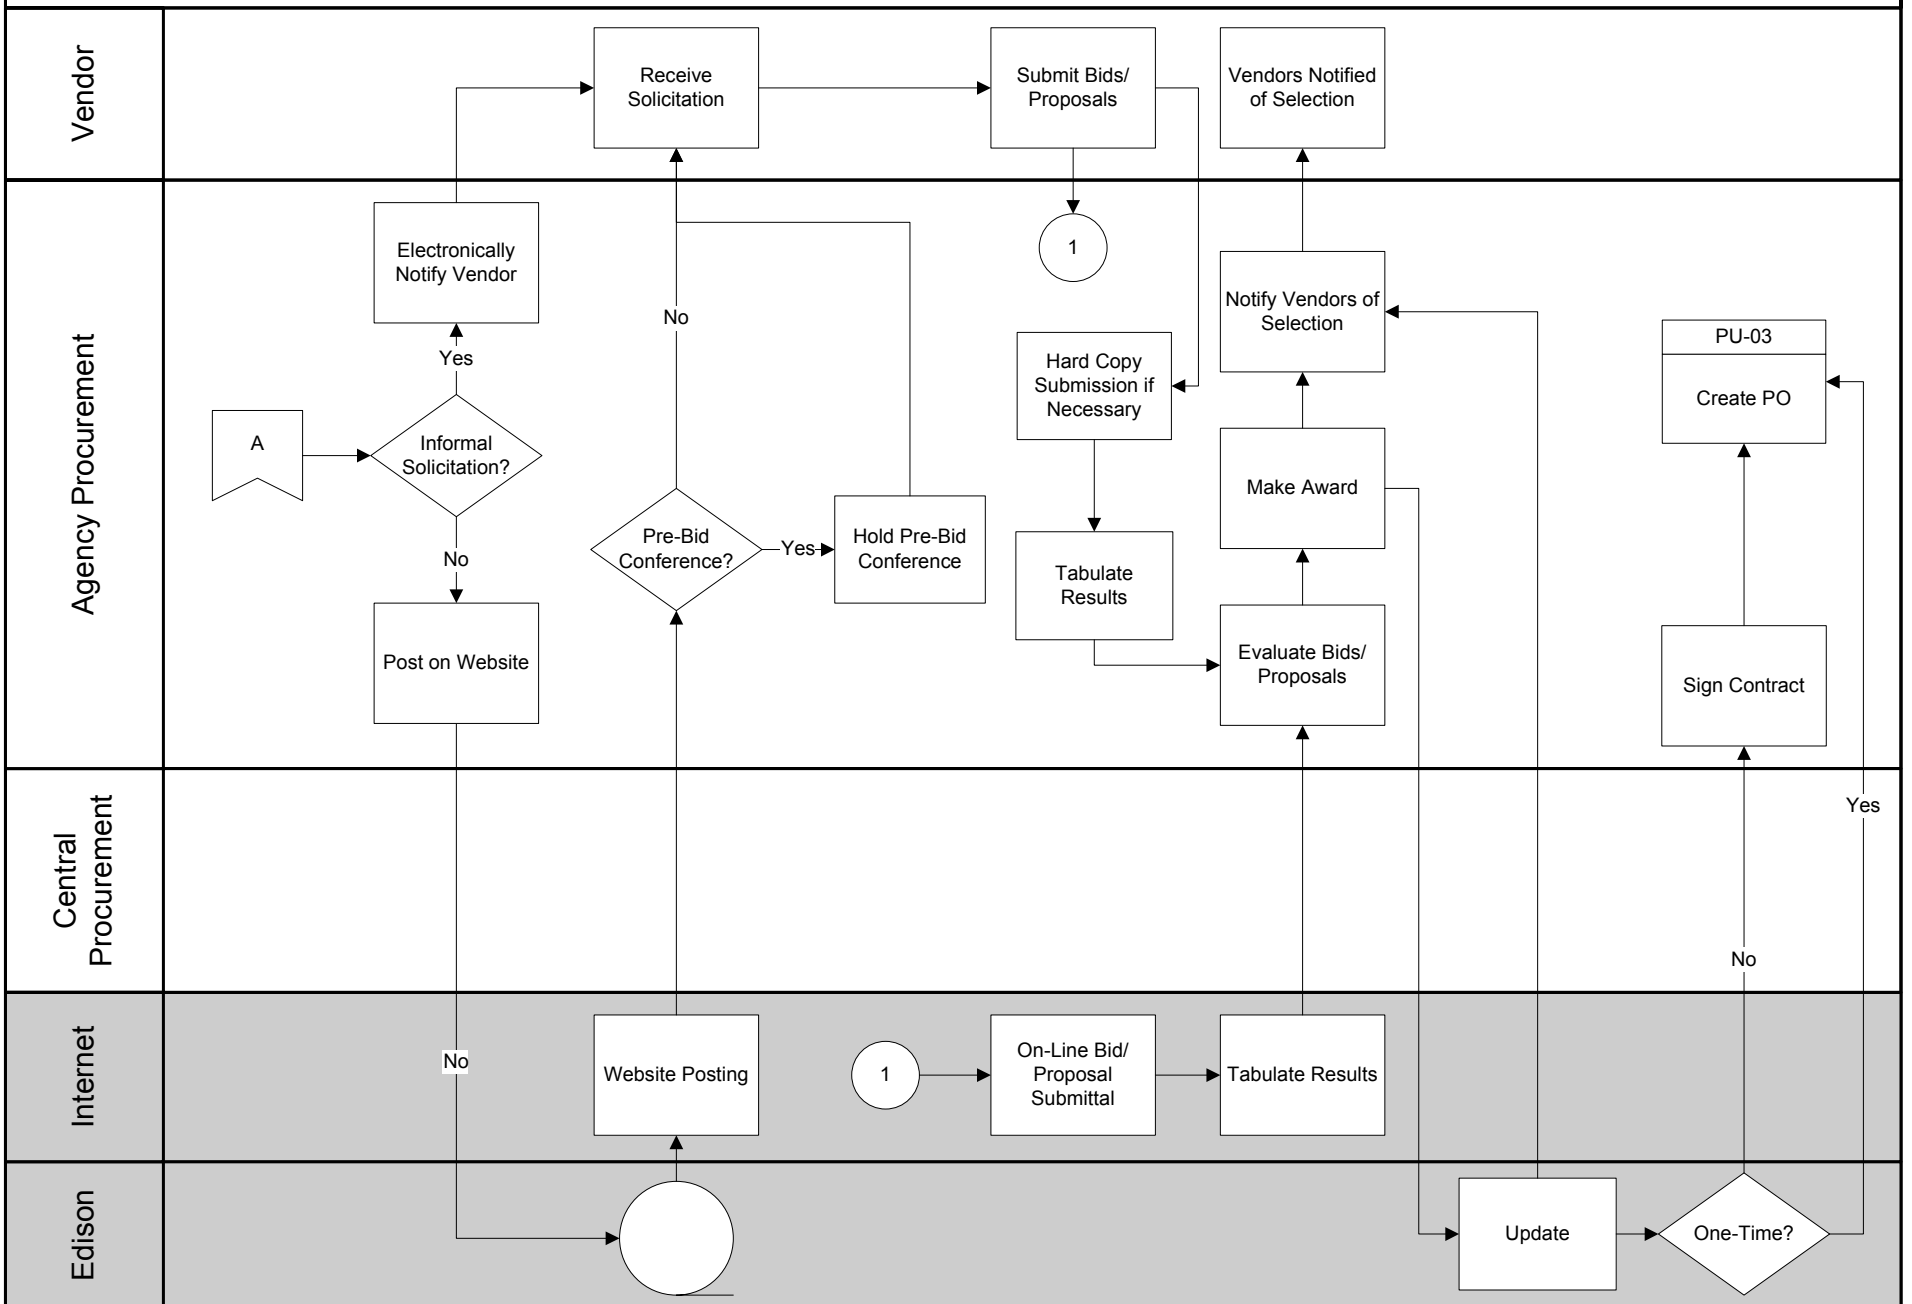 Vendor
Receive
Solicitation
Submit Bids/
Proposals
Vendors Notified
of Selection
Agency Procurement
Electronically
Notify Vendor
Yes
A
Informal
Solicitation?
No
Post on Website
No
Pre-Bid
Conference?
Yes
Hold Pre-Bid
Conference
1
Hard Copy
Submission if
Necessary
Tabulate
Results
Notify Vendors of
Selection
Make Award
Evaluate Bids/
Proposals
PU-03
Create PO
Sign Contract
Central
Procurement
Yes
No
Internet
No
Website Posting
1
On-Line Bid/
Proposal
Submittal
Tabulate Results
Edison
Update
One-Time?